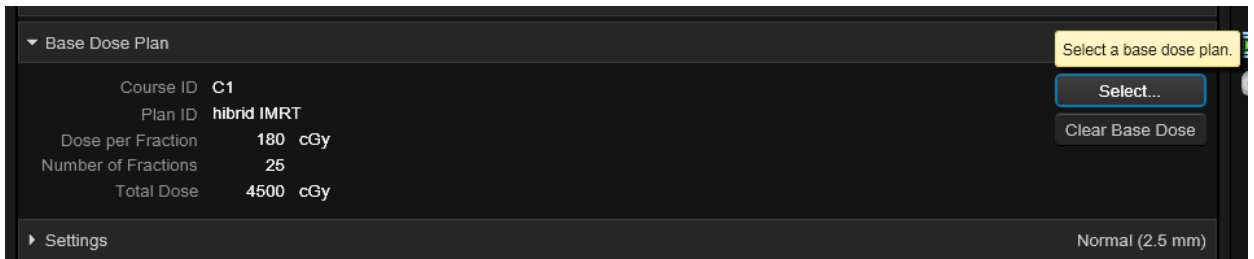 Base Dose Plan
Select a base dose plan.
Course ID C1
Select...
Plan ID hibrid IMRT
Clear Base Dose
Dose per Fraction 180 cGy
Number of Fractions 25
Total Dose 4500 cGy
Settings Normal (2.5 mm)